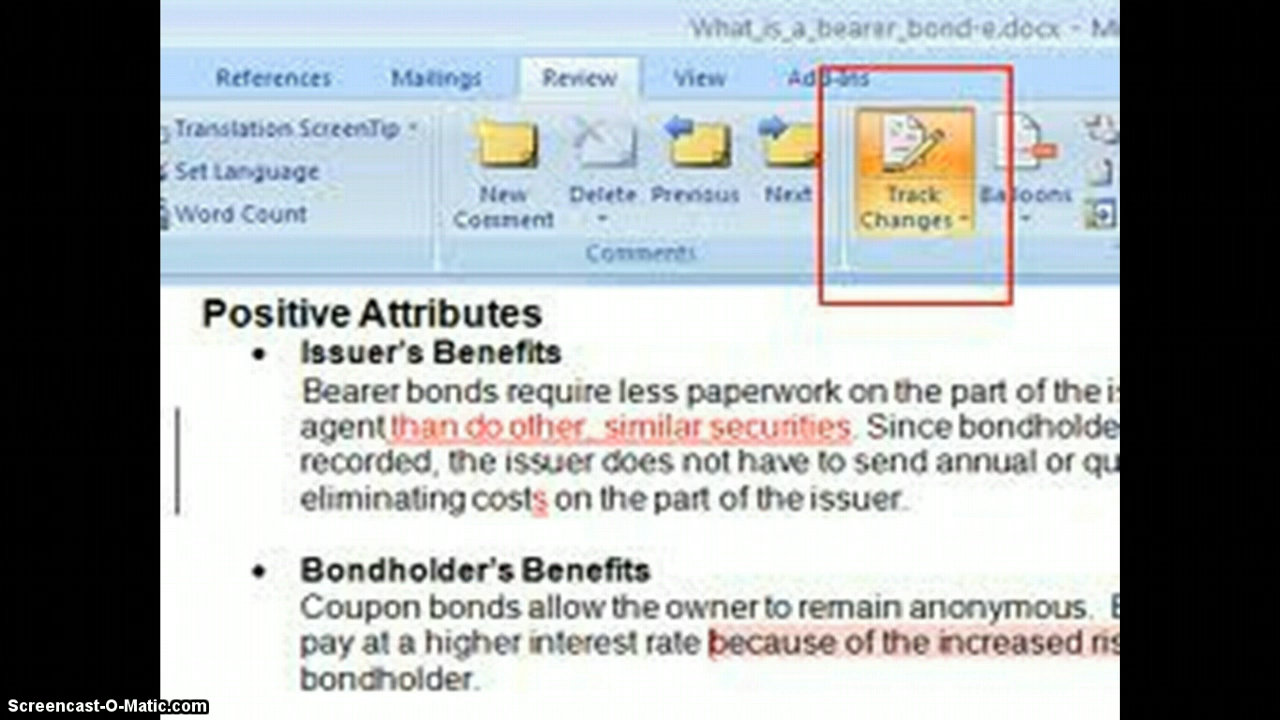 What_is_a_bearer_bond-e.docx -
References Mailings Review View Add-Ins
Translation ScreenTip
Set Language
Word Count
New Comment
Delete
Previous
Next
Track Changes
Balloons
Comments
Positive Attributes
• Issuer's Benefits
Bearer bonds require less paperwork on the part of the
agent than do other, similar securities. Since
recorded, the issuer does not have to send annual or
eliminating costs on the part of the issuer.
• Bondholder's Benefits
Coupon bonds allow the owner to remain anonymous.
pay at a higher interest rate because of the increased
bondholder.
Screencast-O-Matic.com